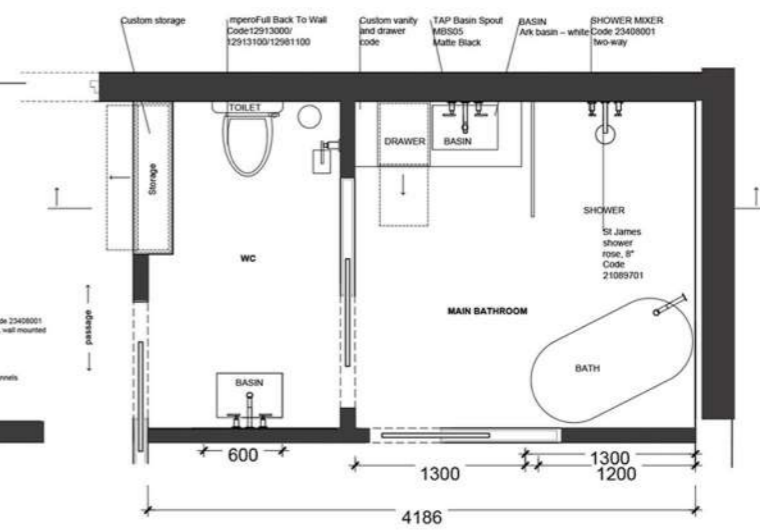 Custom storage
mperoFull Back To Wall
Code12913000/
12913100/12981100
Custom vanity
and drawer
code
TAP Basin Spout
MBS05
Matte Black
BASIN
Ark basin – white
SHOWER MIXER
Code 23408001
two-way
TOILET
DRAWER
BASIN
Storage
SHOWER
St James
shower
rose, 8"
Code
21089701
WC
MAIN BATHROOM
passage
de 23408001
wall mounted
nnels
BATH
BASIN
600
1300
1300
1200
4186